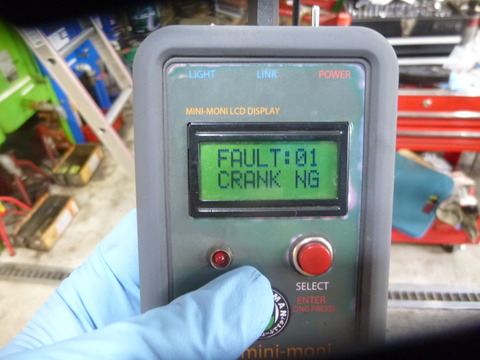 LIGHT LINK POWER
MINI-MONI LCD DISPLAY
FAULT:01
CRANK NG
SELECT
ENTER
(LONG PRESS)
mini-moni